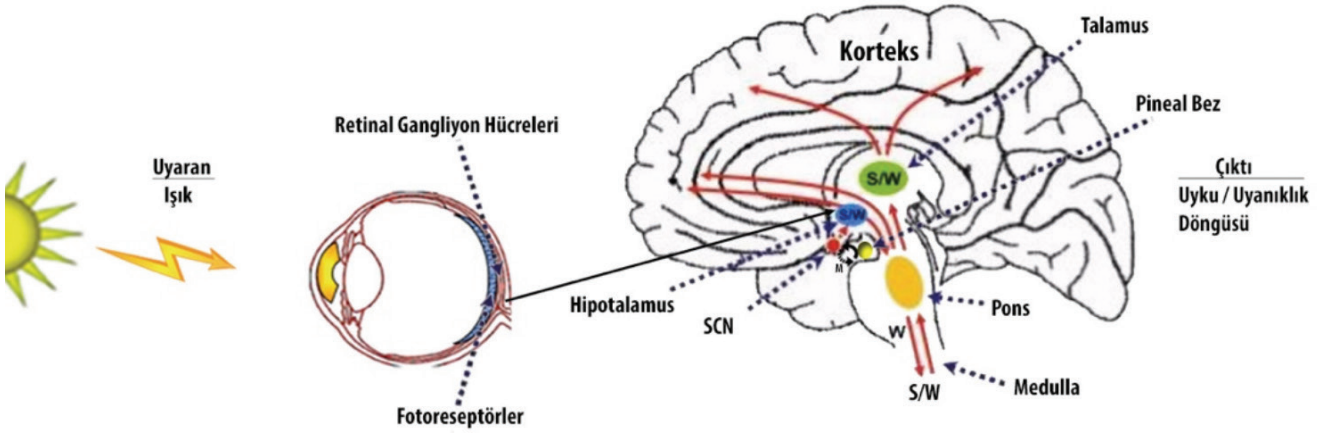 Uyaran
Işık
Retinal Gangliyon Hücreleri
Fotoreseptörler
Korteks
Talamus
Pineal Bez
Çıktı
Uyku / Uyanıklık
Döngüsü
S/W
S/W
M
Hipotalamus
SCN
Pons
W
S/W
Medulla